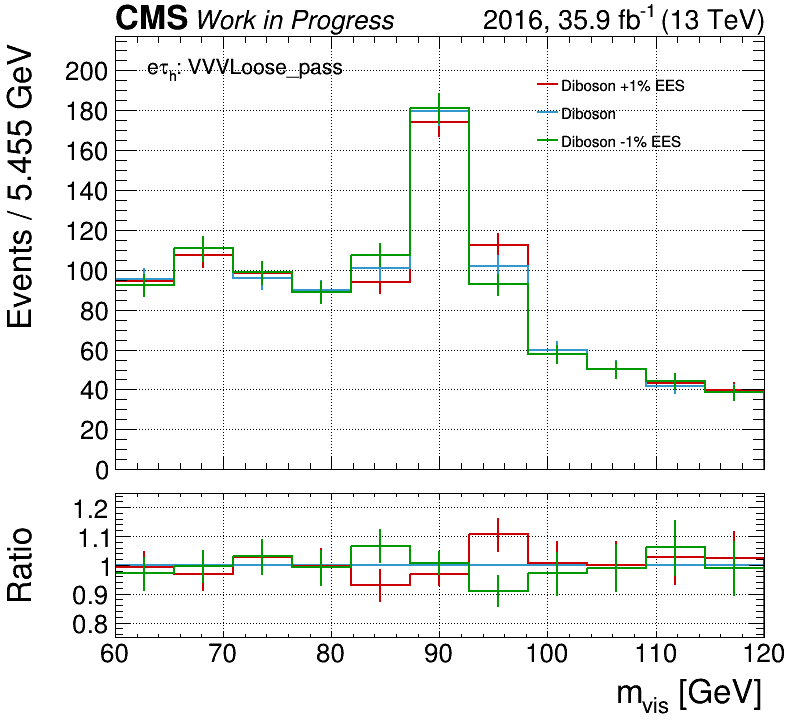 CMS Work in Progress 2016, 35.9 fb⁻¹ (13 TeV)
eτₕ: VVVLoose_pass
Diboson +1% EES
Diboson
Diboson -1% EES
Events / 5.455 GeV
200
180
160
140
120
100
80
60
40
20
0
Ratio
1.2
1.1
1
0.9
0.8
60 70 80 90 100 110 120
m_vis [GeV]